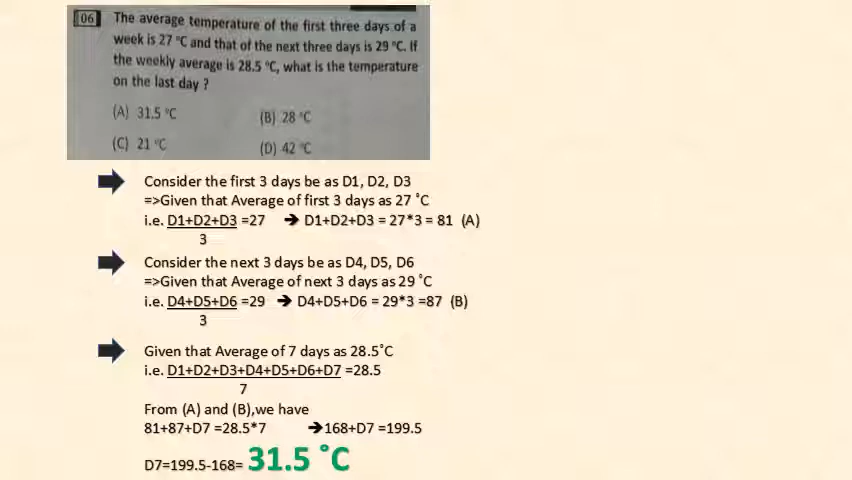 06 The average temperature of the first three days of a
week is 27 °C and that of the next three days is 29 °C. If
the weekly average is 28.5 °C, what is the temperature
on the last day ?
(A) 31.5 °C (B) 28 °C
(C) 21 °C (D) 42 °C
Consider the first 3 days be as D1, D2, D3
=>Given that Average of first 3 days as 27 ˚C
i.e. D1+D2+D3 =27 ➔ D1+D2+D3 = 27*3 = 81 (A)
3
Consider the next 3 days be as D4, D5, D6
=>Given that Average of next 3 days as 29 ˚C
i.e. D4+D5+D6 =29 ➔ D4+D5+D6 = 29*3 =87 (B)
3
Given that Average of 7 days as 28.5˚C
i.e. D1+D2+D3+D4+D5+D6+D7 =28.5
7
From (A) and (B),we have
81+87+D7 =28.5*7 ➔168+D7 =199.5
D7=199.5-168= 31.5 ˚C